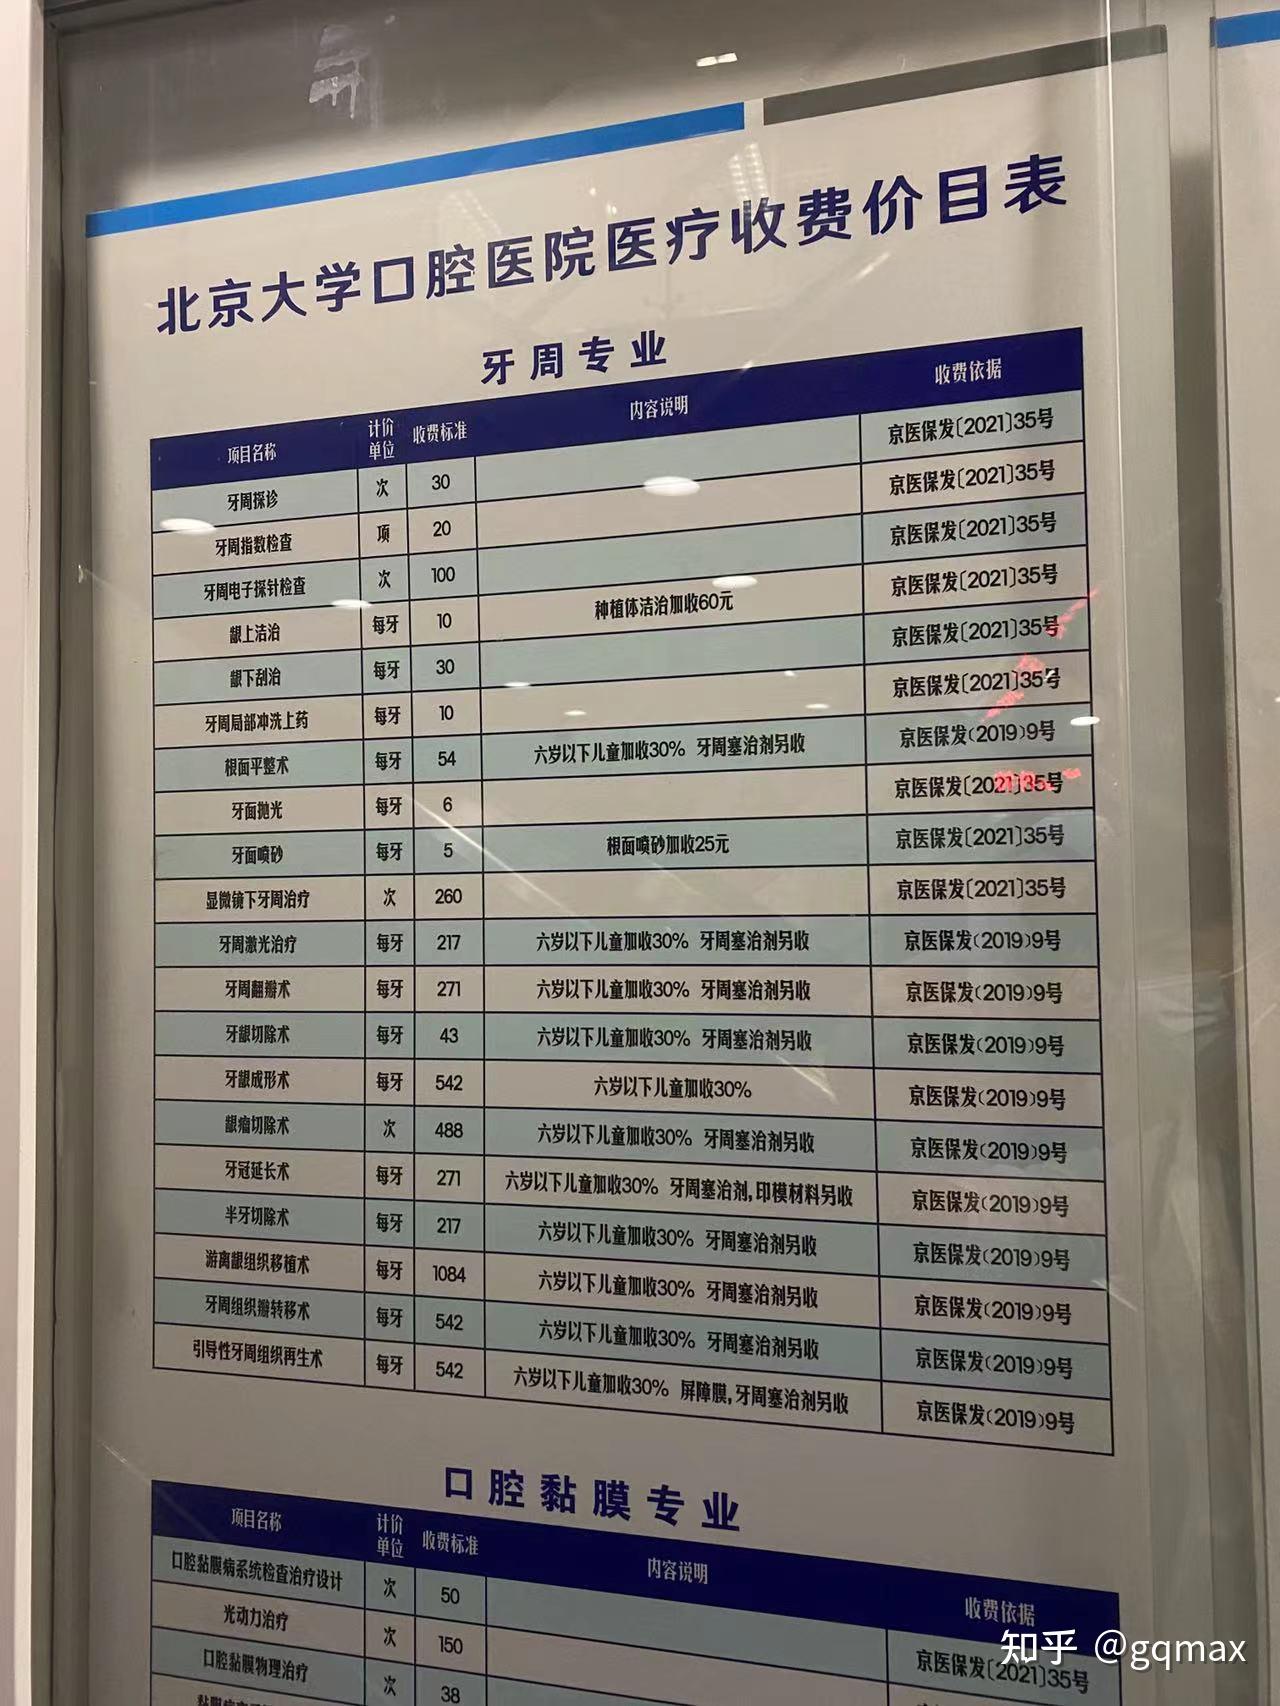 北京大学口腔医院医疗收费价目表
牙周专业
项目名称 计价单位 收费标准 内容说明 收费依据
牙周探诊 次 30 京医保发〔2021〕35号
牙周指数检查 项 20 京医保发〔2021〕35号
牙周电子探针检查 次 100 京医保发〔2021〕35号
龈上洁治 每牙 10 种植体洁治加收60元 京医保发〔2021〕35号
龈下刮治 每牙 30 京医保发〔2021〕35号
牙周局部冲洗上药 每牙 10 京医保发〔2021〕35号
根面平整术 每牙 54 六岁以下儿童加收30% 牙周塞治剂另收 京医保发(2019)9号
牙面抛光 每牙 6 京医保发〔2021〕35号
牙面喷砂 每牙 5 根面喷砂加收25元 京医保发〔2021〕35号
显微镜下牙周治疗 次 260 京医保发〔2021〕35号
牙周激光治疗 每牙 217 六岁以下儿童加收30% 牙周塞治剂另收 京医保发(2019)9号
牙周翻瓣术 每牙 271 六岁以下儿童加收30% 牙周塞治剂另收 京医保发(2019)9号
牙龈切除术 每牙 43 六岁以下儿童加收30% 牙周塞治剂另收 京医保发(2019)9号
牙龈成形术 每牙 542 六岁以下儿童加收30% 京医保发(2019)9号
龈瘤切除术 次 488 六岁以下儿童加收30% 牙周塞治剂另收 京医保发(2019)9号
牙冠延长术 每牙 271 六岁以下儿童加收30% 牙周塞治剂,印模材料另收 京医保发(2019)9号
半牙切除术 每牙 217 六岁以下儿童加收30% 牙周塞治剂另收 京医保发(2019)9号
游离龈组织移植术 每牙 1084 六岁以下儿童加收30% 牙周塞治剂另收 京医保发(2019)9号
牙周组织瓣转移术 每牙 542 六岁以下儿童加收30% 牙周塞治剂另收 京医保发(2019)9号
引导性牙周组织再生术 每牙 542 六岁以下儿童加收30% 屏障膜,牙周塞治剂另收 京医保发(2019)9号
口腔黏膜专业
项目名称 计价单位 收费标准 内容说明 收费依据
口腔黏膜病系统检查治疗设计 次 50 京医保发〔2021〕35号
光动力治疗 次 150
口腔黏膜物理治疗 次 38
知乎 @gqmax